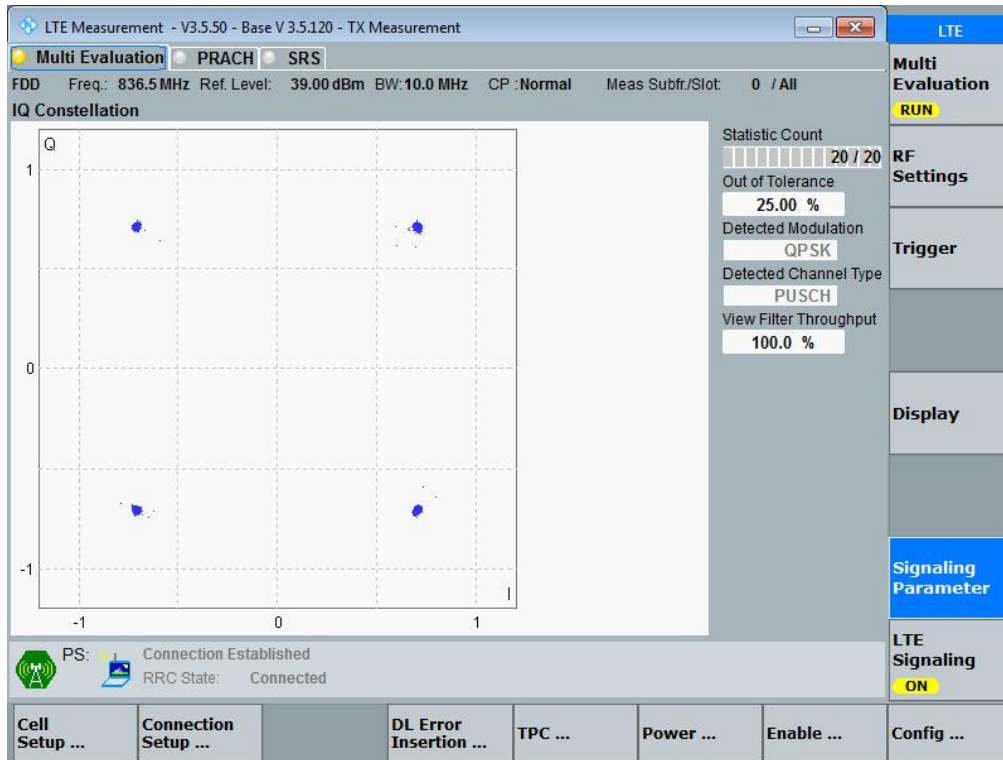 LTE Measurement - V3.5.50 - Base V 3.5.120 - TX Measurement
LTE
Multi Evaluation PRACH SRS
FDD Freq.: 836.5 MHz Ref. Level: 39.00 dBm BW: 10.0 MHz CP : Normal Meas Subfr./Slot: 0 / All
IQ Constellation
Q
1
0
-1
I
-1 0 1
Statistic Count
20 / 20
Out of Tolerance
25.00 %
Detected Modulation
QPSK
Detected Channel Type
PUSCH
View Filter Throughput
100.0 %
Multi
Evaluation
RUN
RF
Settings
Trigger
Display
Signaling
Parameter
LTE
Signaling
ON
PS: Connection Established
RRC State: Connected
Cell
Setup ...
Connection
Setup ...
DL Error
Insertion ...
TPC ...
Power ...
Enable ...
Config ...